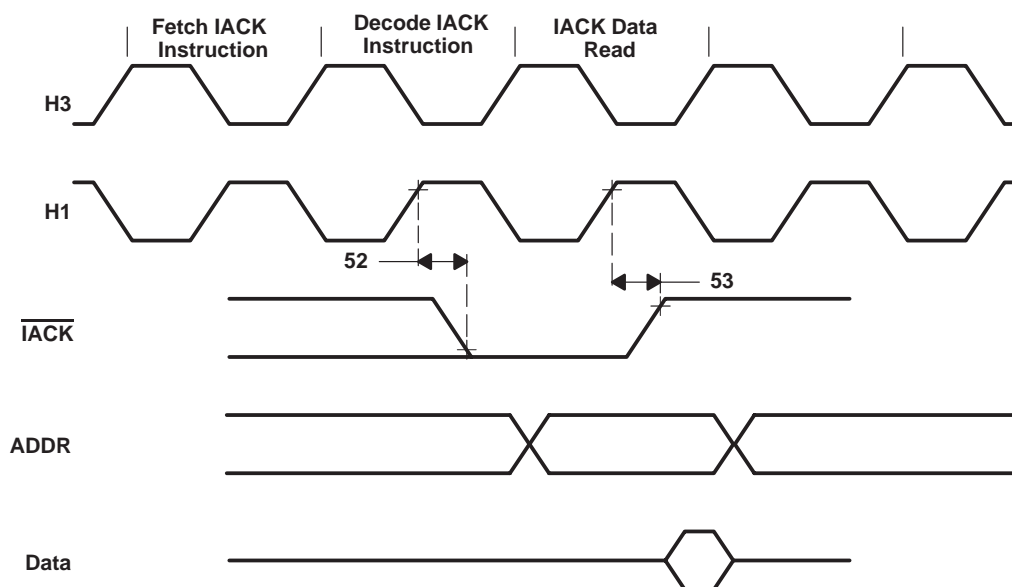 Fetch IACK
Instruction
Decode IACK
Instruction
IACK Data
Read
H3
H1
52
53
IACK
ADDR
Data